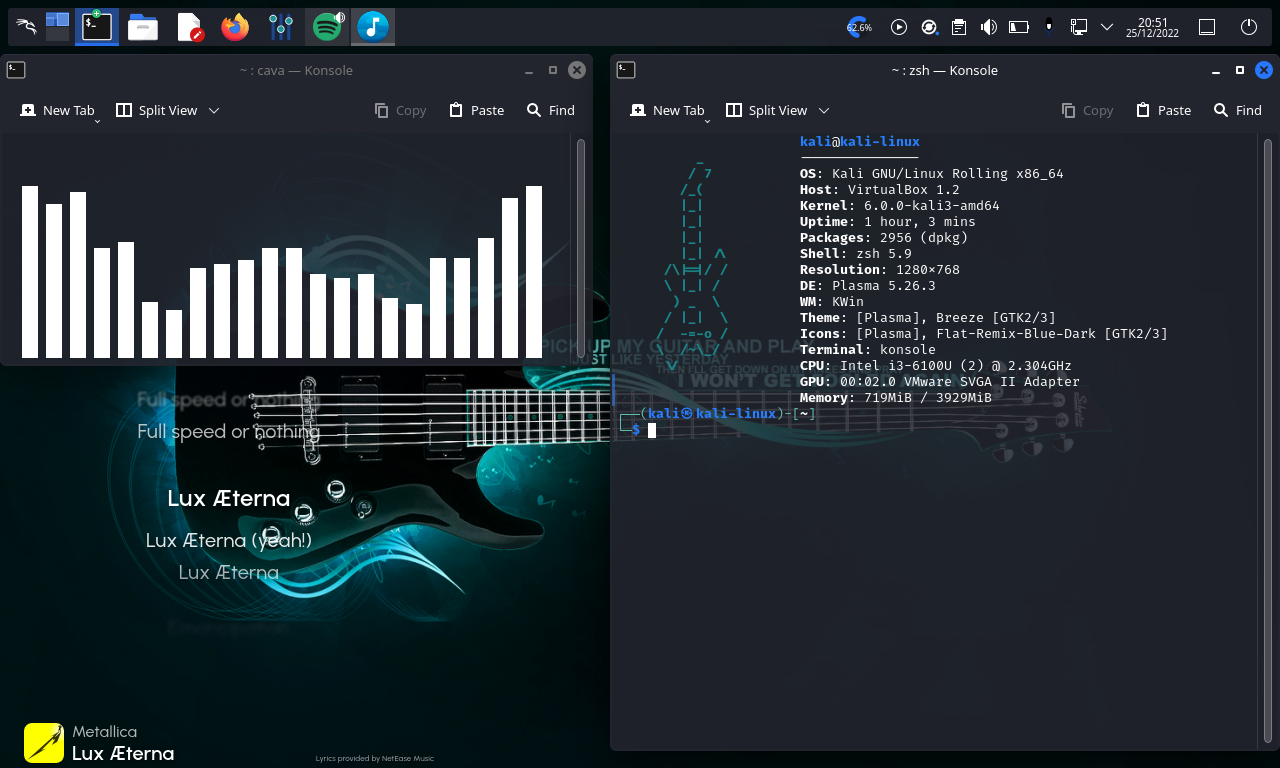 62.6%
20:51
25/12/2022
~ : cava — Konsole
New Tab
Split View
Copy
Paste
Find
~ : zsh — Konsole
New Tab
Split View
Copy
Paste
Find
kali@kali-linux
OS: Kali GNU/Linux Rolling x86_64
Host: VirtualBox 1.2
Kernel: 6.0.0-kali3-amd64
Uptime: 1 hour, 3 mins
Packages: 2956 (dpkg)
Shell: zsh 5.9
Resolution: 1280×768
DE: Plasma 5.26.3
WM: KWin
Theme: [Plasma], Breeze [GTK2/3]
Icons: [Plasma], Flat-Remix-Blue-Dark [GTK2/3]
Terminal: konsole
CPU: Intel i3-6100U (2) @ 2.304GHz
GPU: 00:02.0 VMware SVGA II Adapter
Memory: 719MiB / 3929MiB
┌──(kali㉿kali-linux)-[~]
└─$
PICK UP MY GUITAR AND PLAY
JUST LIKE YESTERDAY
THEN I'LL GET DOWN ON M
I WON'T GET
Full speed or nothing
Full speed or nothing
Lux Æterna
Lux Æterna (yeah!)
Lux Æterna
Emancipation
Metallica
Lux Æterna
Lyrics provided by NetEase Music